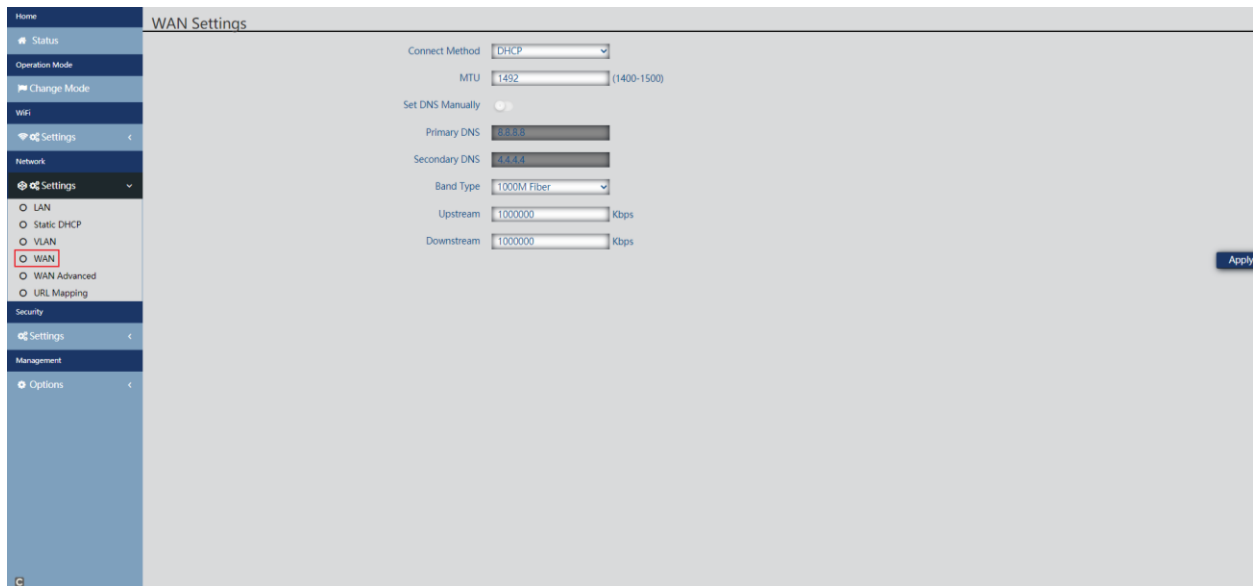 Home
Status
Operation Mode
Change Mode
WiFi
Settings
Network
Settings
LAN
Static DHCP
VLAN
WAN
WAN Advanced
URL Mapping
Security
Settings
Management
Options
WAN Settings
Connect Method DHCP
MTU 1492 (1400-1500)
Set DNS Manually
Primary DNS 8.8.8.8
Secondary DNS 4.4.4.4
Band Type 1000M Fiber
Upstream 1000000 Kbps
Downstream 1000000 Kbps
Apply